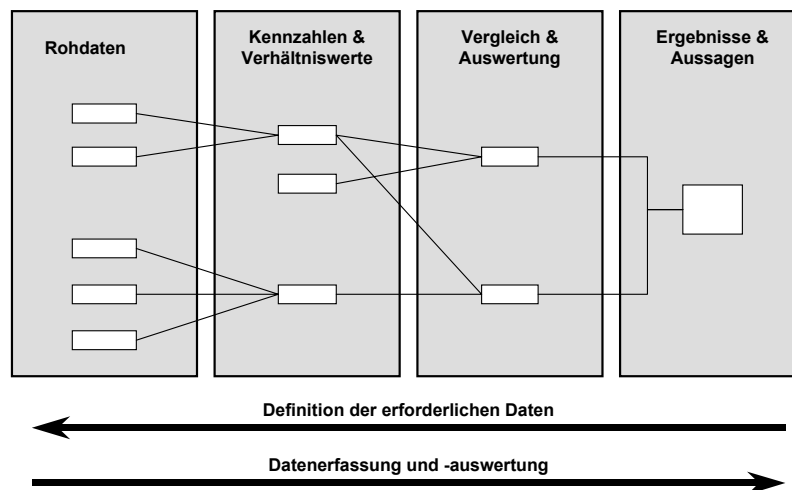 Rohdaten
Kennzahlen &
Verhältniswerte
Vergleich &
Auswertung
Ergebnisse &
Aussagen
Definition der erforderlichen Daten
Datenerfassung und -auswertung